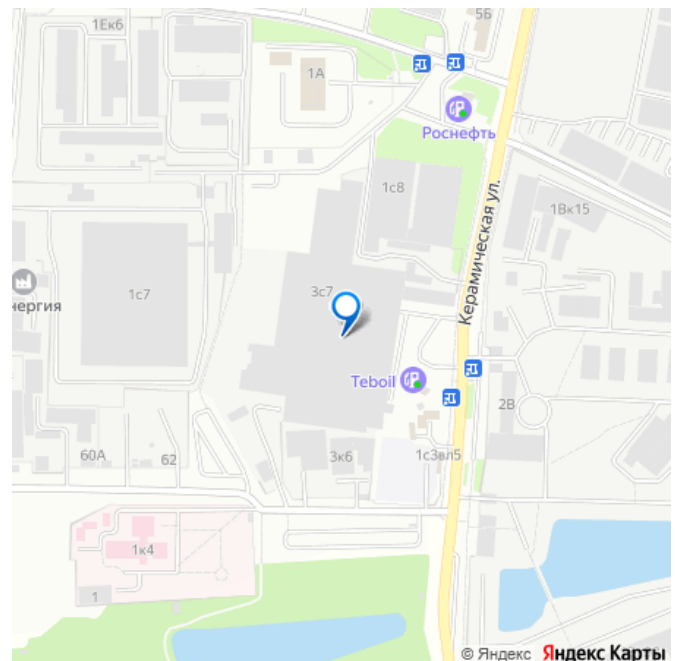 1Ек6
5Б
1А
Роснефть
1с8
1Вк15
Керамическая ул.
3с7
1с7
нергия
Teboil
2В
60А
62
3к6
1с3вл5
1к4
1
© Яндекс Яндекс Карты